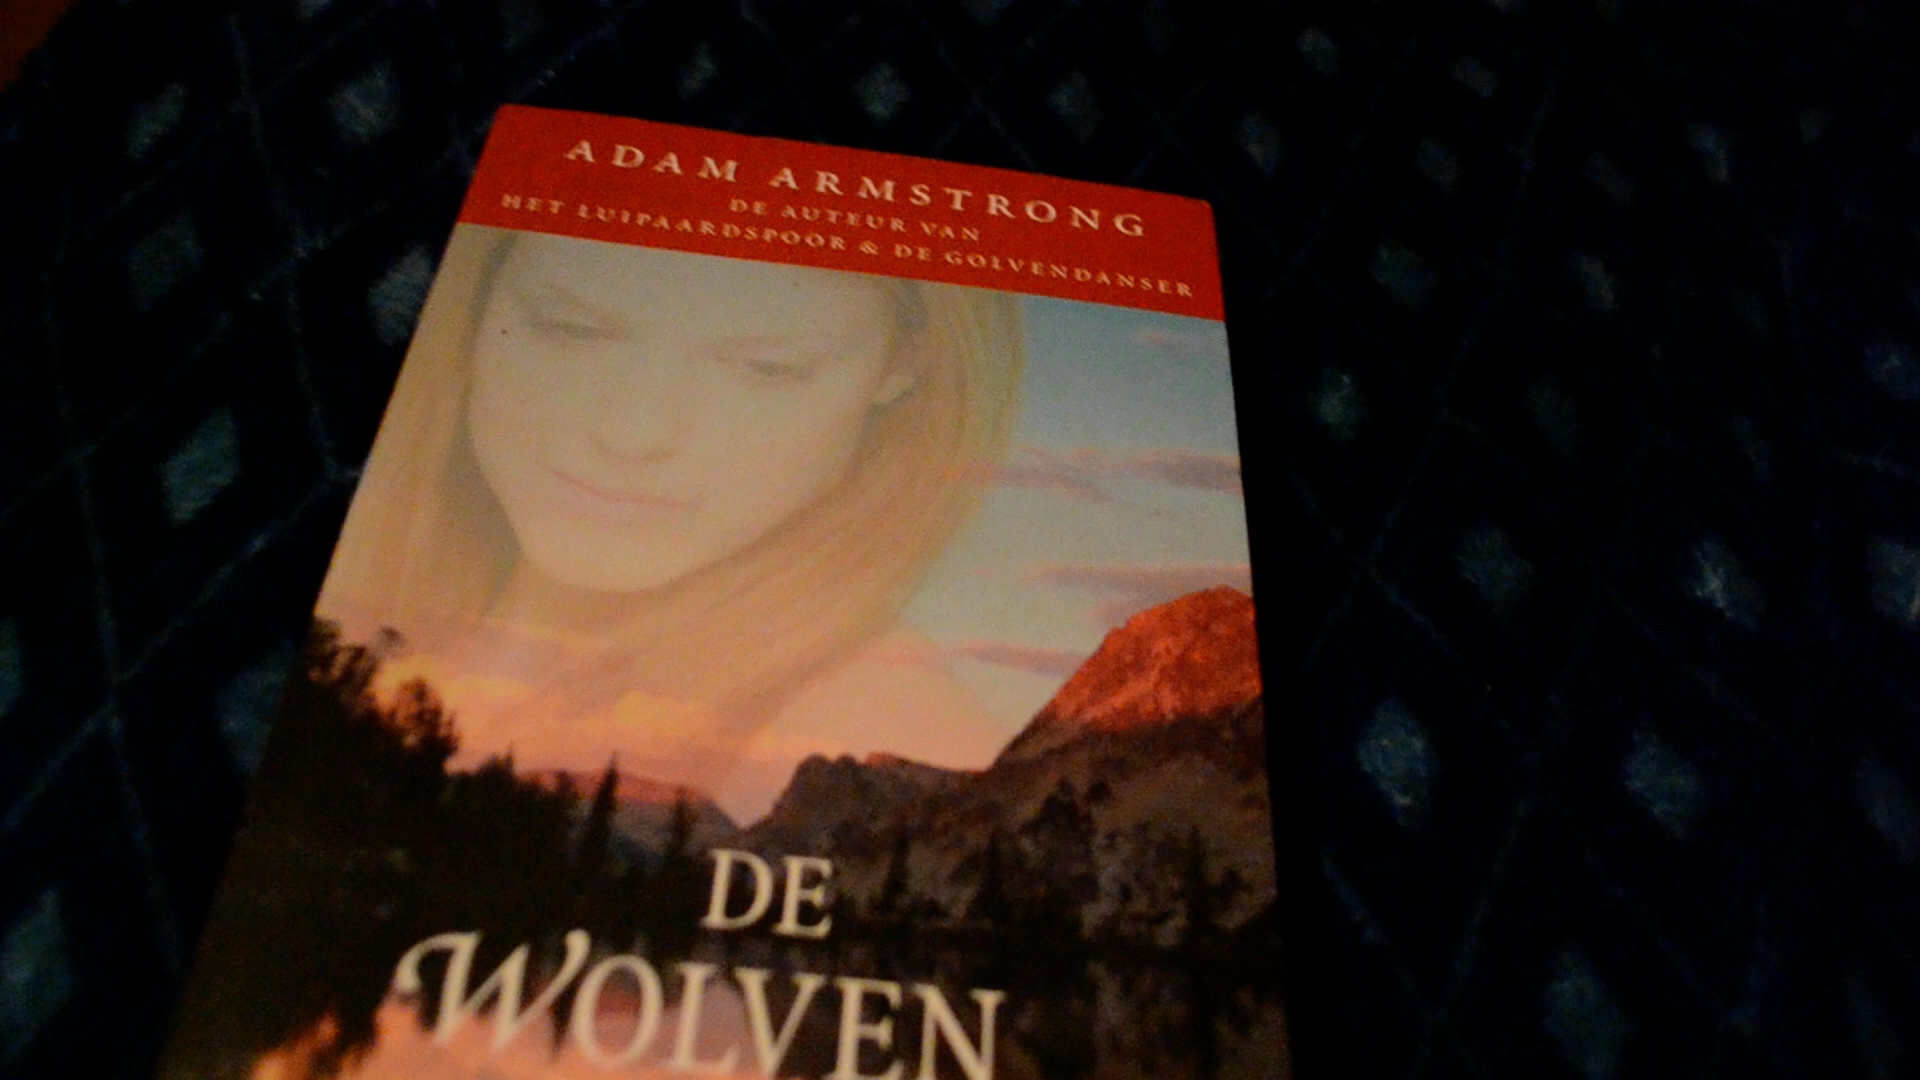 ADAM ARMSTRONG
DE AUTEUR VAN
HET LUIPAARDSPOOR & DE GOLVENDANSER
DE
WOLVEN